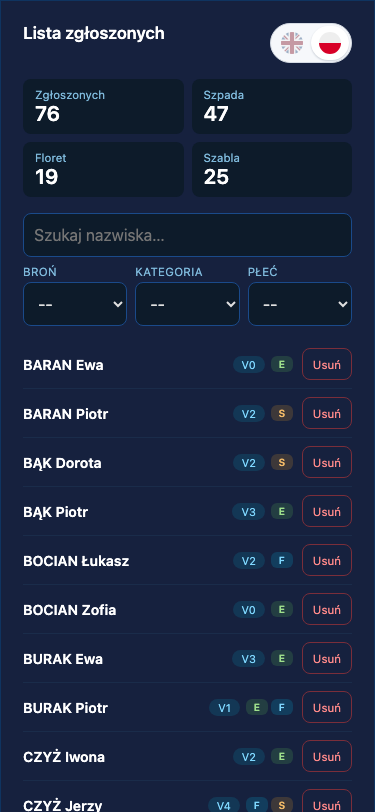 Lista zgłoszonych
Zgłoszonych
76
Szpada
47
Floret
19
Szabla
25
Szukaj nazwiska...
BROŃ KATEGORIA PŁEĆ
-- -- --
BARAN Ewa V0 E Usuń
BARAN Piotr V2 S Usuń
BĄK Dorota V2 S Usuń
BĄK Piotr V3 E Usuń
BOCIAN Łukasz V2 F Usuń
BOCIAN Zofia V0 E Usuń
BURAK Ewa V3 E Usuń
BURAK Piotr V1 E F Usuń
CZYŻ Iwona V2 E Usuń
CZYŻ Jerzy V4 F S Usuń